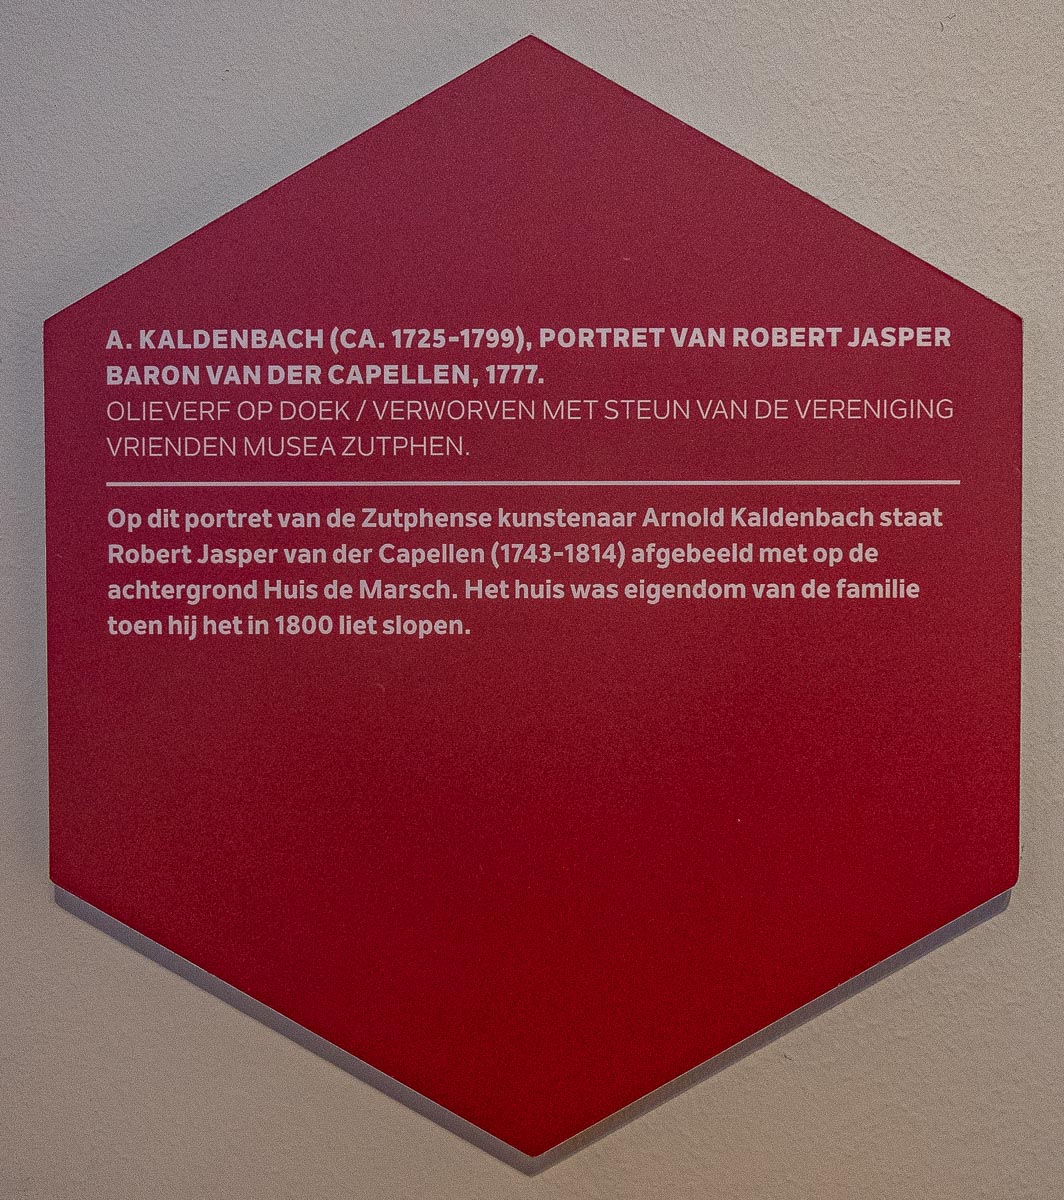 A. KALDENBACH (CA. 1725-1799), PORTRET VAN ROBERT JASPER
BARON VAN DER CAPELLEN, 1777.
OLIEVERF OP DOEK / VERWORVEN MET STEUN VAN DE VERENIGING
VRIENDEN MUSEA ZUTPHEN.
Op dit portret van de Zutphense kunstenaar Arnold Kaldenbach staat
Robert Jasper van der Capellen (1743-1814) afgebeeld met op de
achtergrond Huis de Marsch. Het huis was eigendom van de familie
toen hij het in 1800 liet slopen.